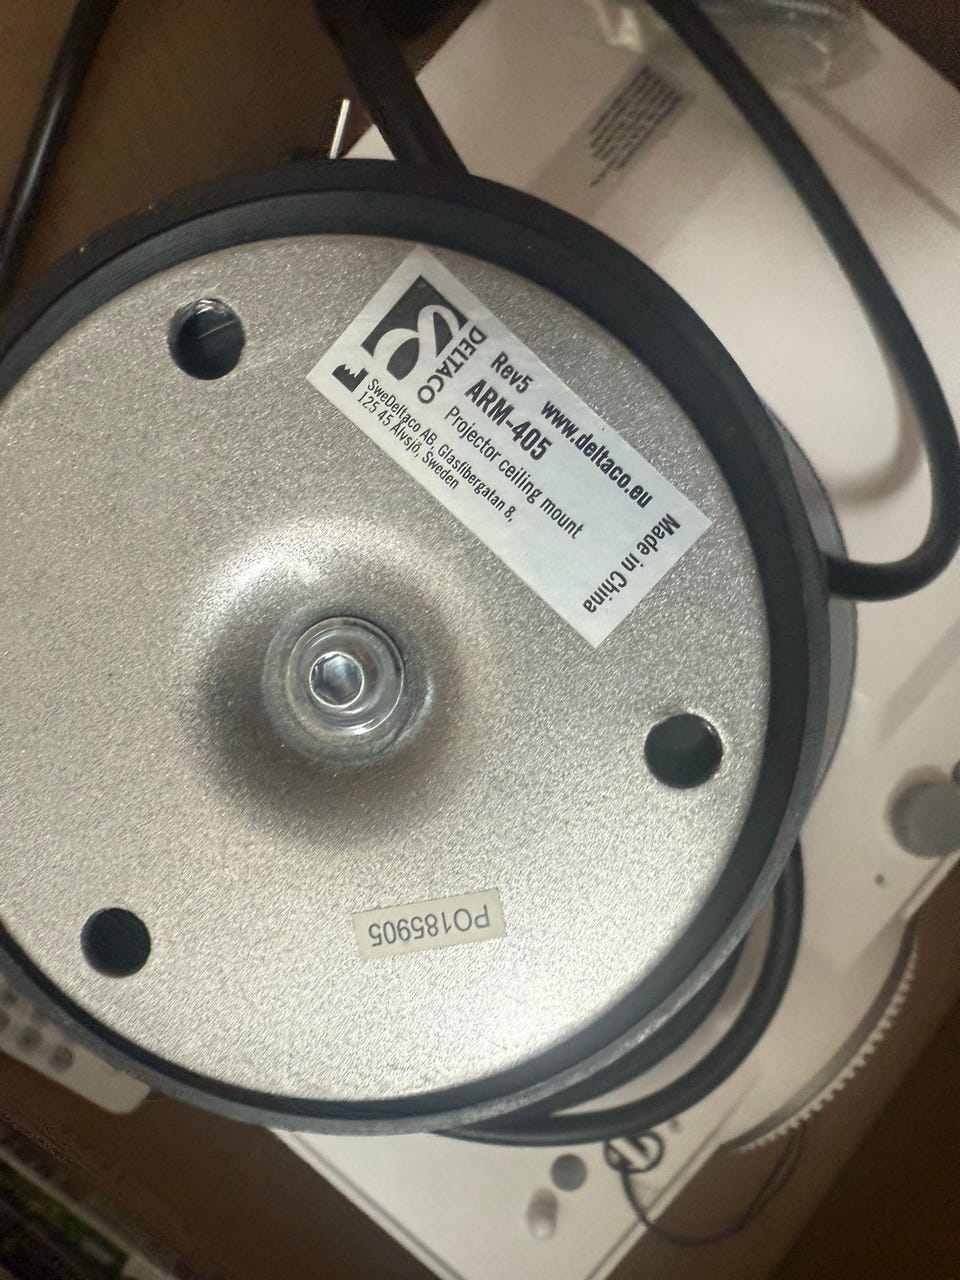 DELTACO
Rev5 www.deltaco.eu
ARM-405
Projector ceiling mount
SweDeltaco AB, Glasfibergatan 8,
125 45 Älvsjö, Sweden
Made in China
PO185905